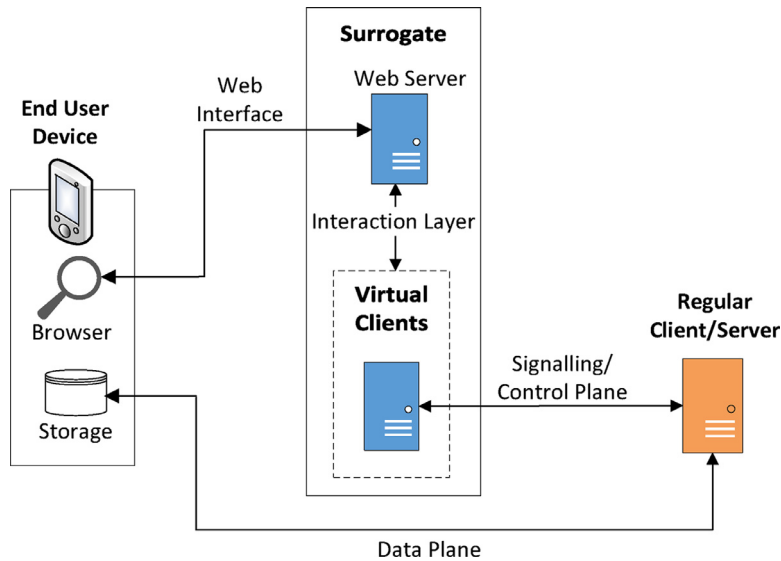 Surrogate
Web Server
Web
Interface
End User
Device
Interaction Layer
Virtual
Clients
Browser
Regular
Client/Server
Signalling/
Control Plane
Storage
Data Plane